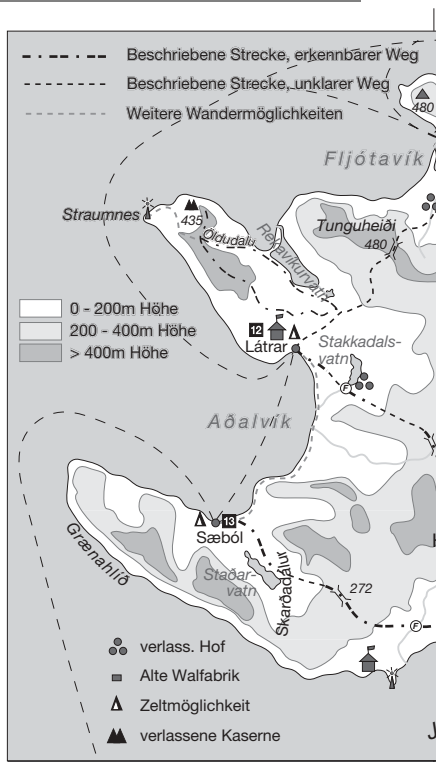 Beschriebene Strecke, erkennbarer Weg
Beschriebene Strecke, unklarer Weg
Weitere Wandermöglichkeiten
480
Fljótavík
Straumnes
435
Öldudalu
Rekavíkurvatn
Tunguheiði
480
0 - 200m Höhe
200 - 400m Höhe
> 400m Höhe
12
Látrar
Stakkadals-
vatn
F
Aðalvík
13
Sæból
Grænahlíð
Staðar-
vatn
Skarðadalur
272
F
verlass. Hof
Alte Walfabrik
Zeltmöglichkeit
verlassene Kaserne